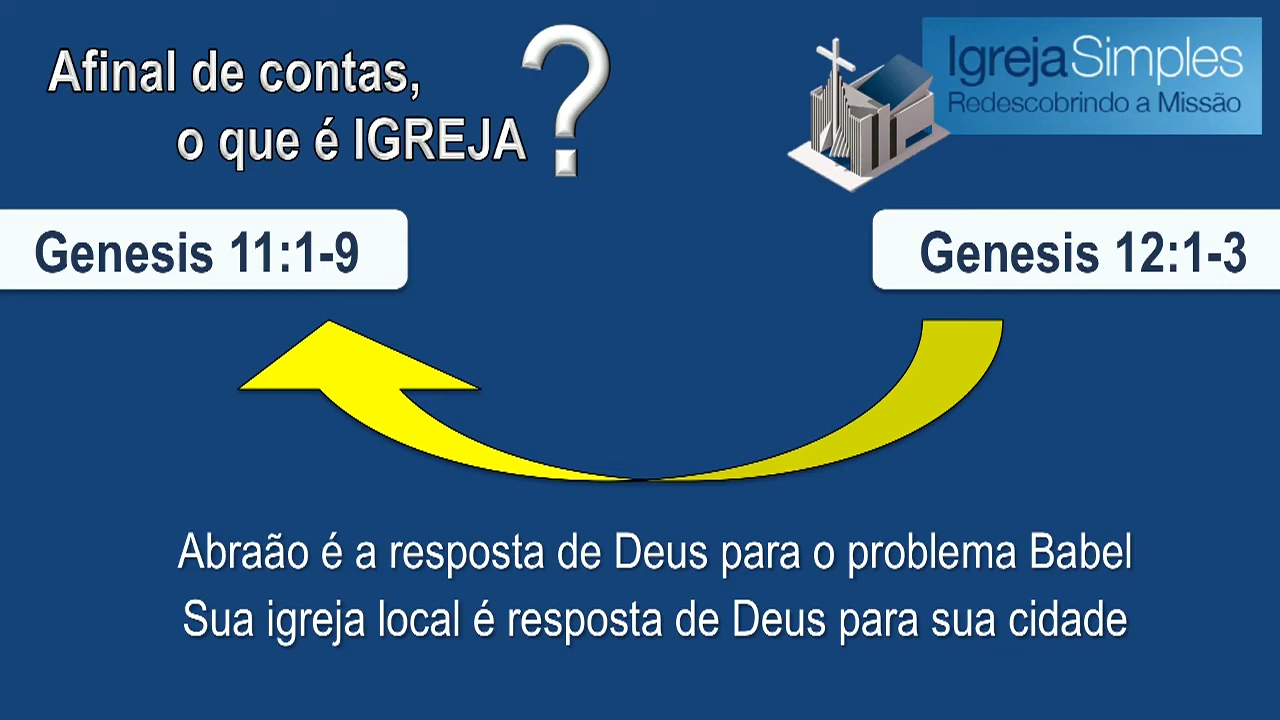 Afinal de contas,
o que é IGREJA ?
IgrejaSimples
Redescobrindo a Missão
Genesis 11:1-9
Genesis 12:1-3
Abraão é a resposta de Deus para o problema Babel
Sua igreja local é resposta de Deus para sua cidade